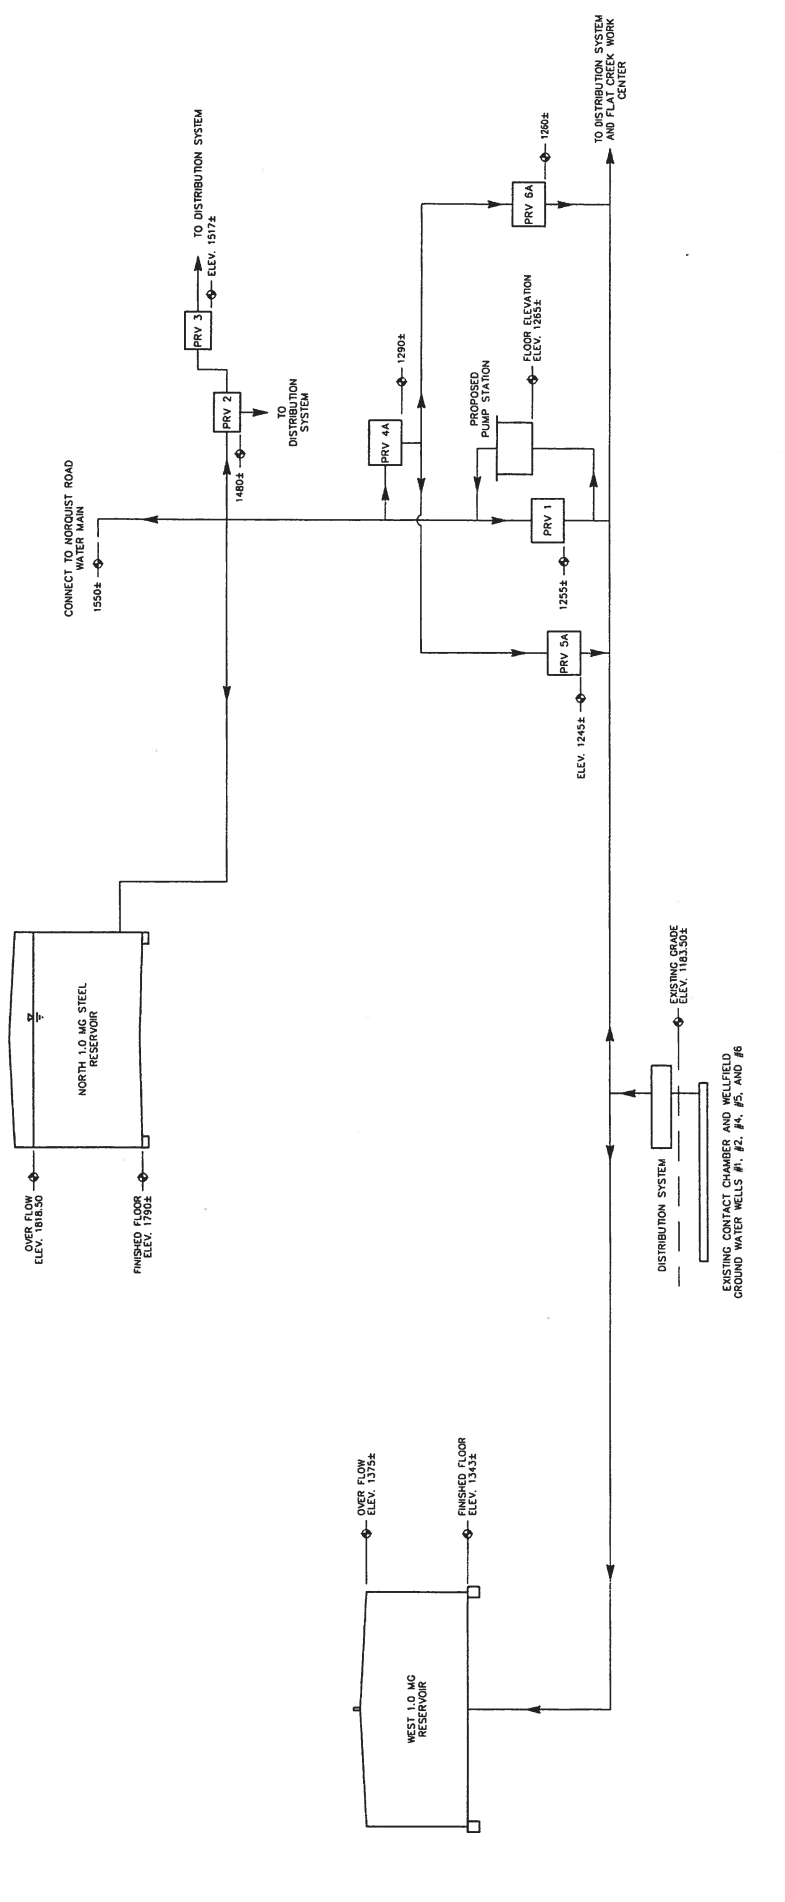 OVER FLOW
ELEV. 1818.50
FINISHED FLOOR
ELEV. 1790±
NORTH 1.0 MG STEEL
RESERVOIR
CONNECT TO NORQUIST ROAD
WATER MAIN
1550±
TO DISTRIBUTION SYSTEM
ELEV. 1517±
PRV 3
PRV 2
1480±
TO
DISTRIBUTION
SYSTEM
OVER FLOW
ELEV. 1375±
FINISHED FLOOR
ELEV. 1343±
WEST 1.0 MG
RESERVOIR
PRV 4A
1290±
PROPOSED
PUMP STATION
FLOOR ELEVATION
ELEV. 1265±
PRV 6A
1260±
PRV 1
1255±
PRV 5A
ELEV. 1245±
TO DISTRIBUTION SYSTEM
AND FLAT CREEK WORK
CENTER
DISTRIBUTION SYSTEM
EXISTING GRADE
ELEV. 1183.50±
EXISTING CONTACT CHAMBER AND WELLFIELD
GROUND WATER WELLS #1, #2, #4, #5, AND #6